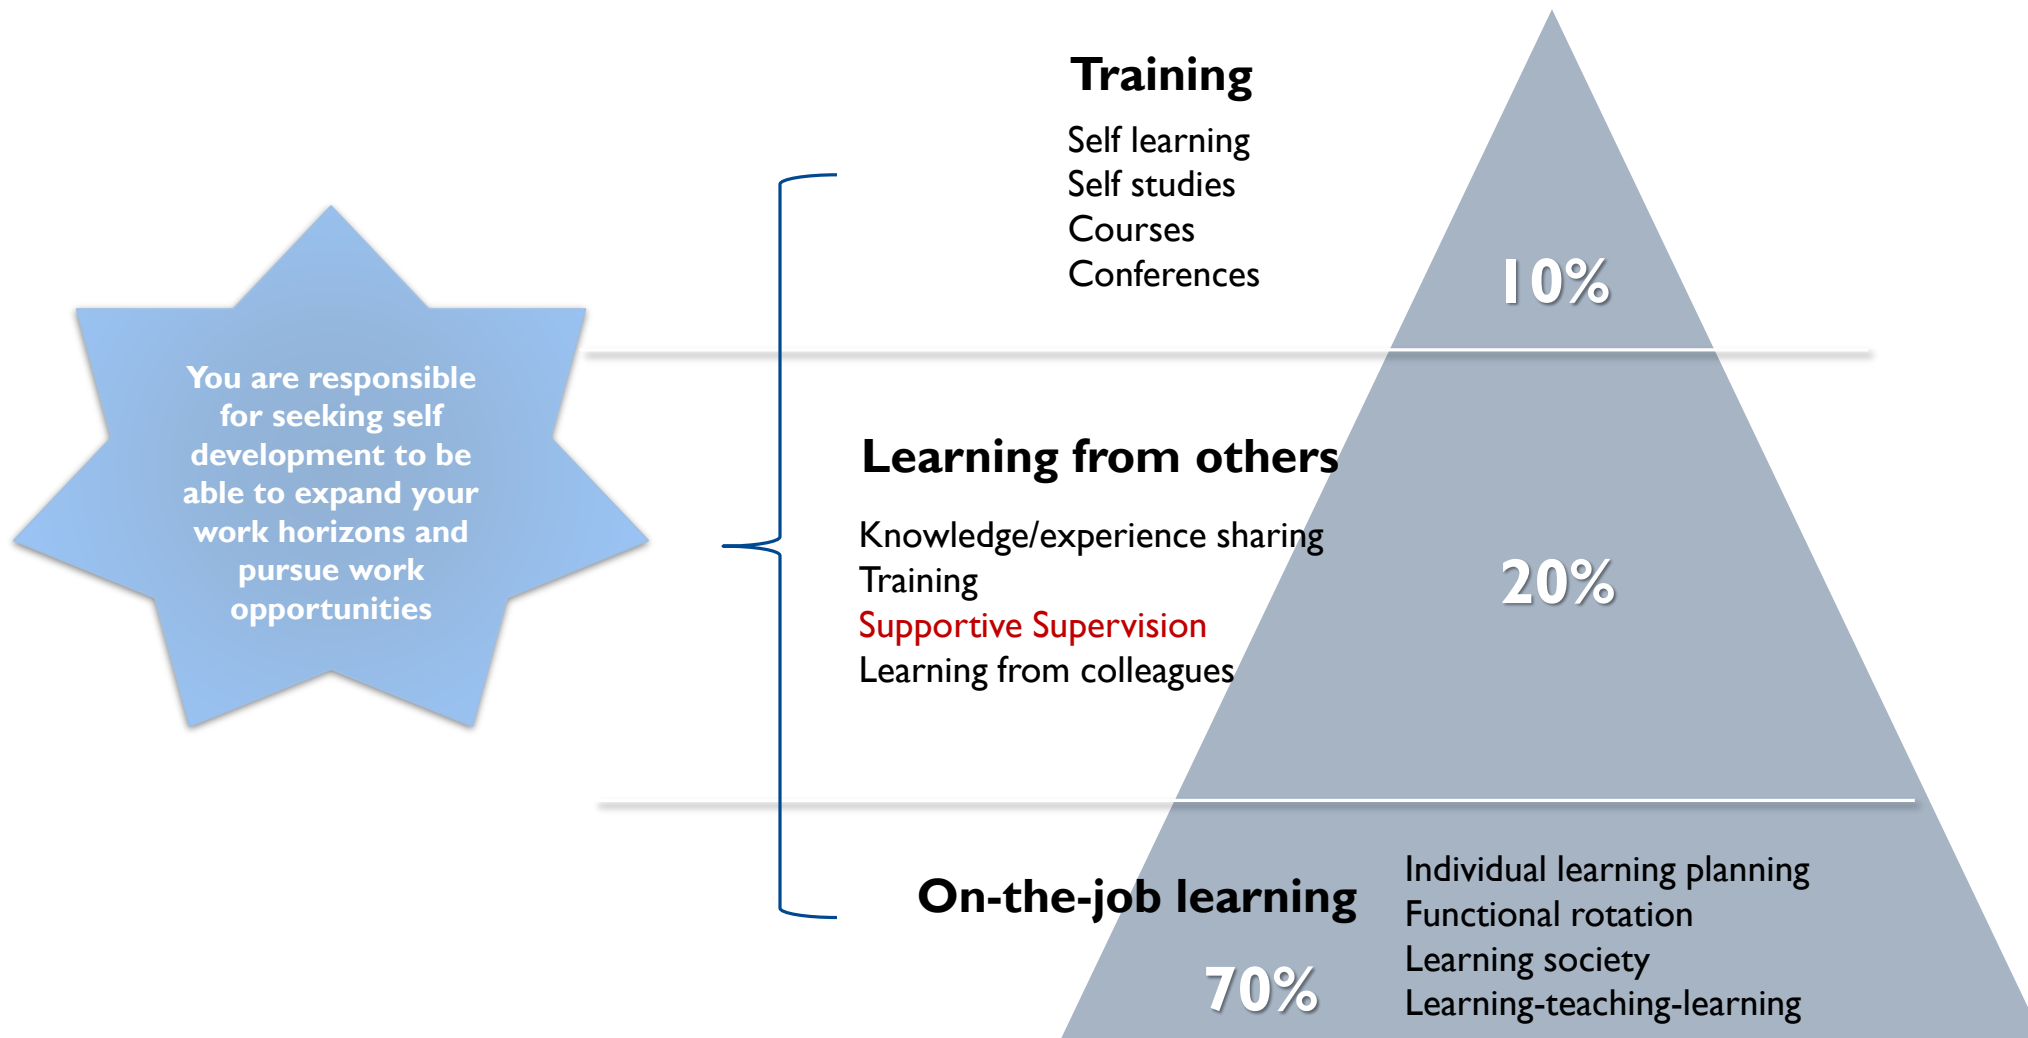 You are responsible
for seeking self
development to be
able to expand your
work horizons and
pursue work
opportunities
Training
Self learning
Self studies
Courses
Conferences
10%
Learning from others
Knowledge/experience sharing
Training
Supportive Supervision
Learning from colleagues
20%
On-the-job learning
70%
Individual learning planning
Functional rotation
Learning society
Learning-teaching-learning